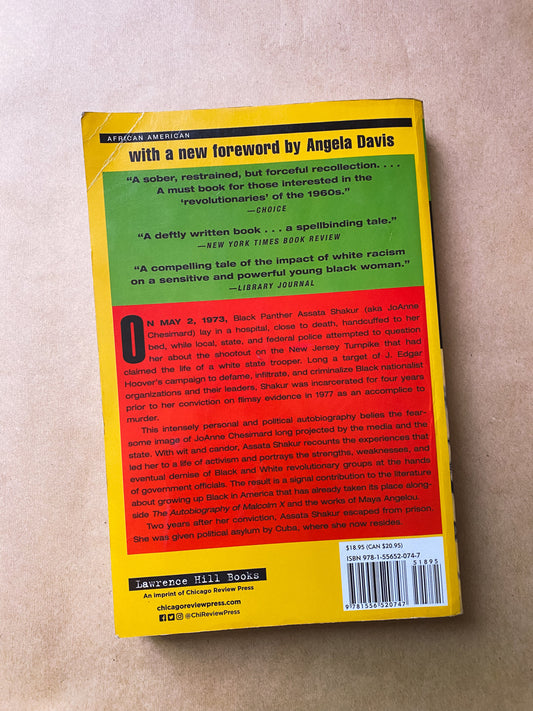 AFRICAN AMERICAN
with a new foreword by Angela Davis
“A sober, restrained, but forceful recollection. . . .
A must book for those interested in the
‘revolutionaries’ of the 1960s.”
—CHOICE
“A deftly written book . . . a spellbinding tale.”
—NEW YORK TIMES BOOK REVIEW
“A compelling tale of the impact of white racism
on a sensitive and powerful young black woman.”
—LIBRARY JOURNAL
ON MAY 2, 1973, Black Panther Assata Shakur (aka JoAnne
Chesimard) lay in a hospital, close to death, handcuffed to her
bed, while local, state, and federal police attempted to question
her about the shootout on the New Jersey Turnpike that had
claimed the life of a white state trooper. Long a target of J. Edgar
Hoover's campaign to defame, infiltrate, and criminalize Black nationalist
organizations and their leaders, Shakur was incarcerated for four years
prior to her conviction on flimsy evidence in 1977 as an accomplice to
murder.
This intensely personal and political autobiography belies the fear-
some image of JoAnne Chesimard long projected by the media and the
state. With wit and candor, Assata Shakur recounts the experiences that
led her to a life of activism and portrays the strengths, weaknesses, and
eventual demise of Black and White revolutionary groups at the hands
of government officials. The result is a signal contribution to the literature
about growing up Black in America that has already taken its place along-
side The Autobiography of Malcolm X and the works of Maya Angelou.
Two years after her conviction, Assata Shakur escaped from prison.
She was given political asylum by Cuba, where she now resides.
Lawrence Hill Books
An imprint of Chicago Review Press
chicagoreviewpress.com
@ChiReviewPress
$18.95 (CAN $20.95)
ISBN 978-1-55652-074-7
51895
9 781556 520747